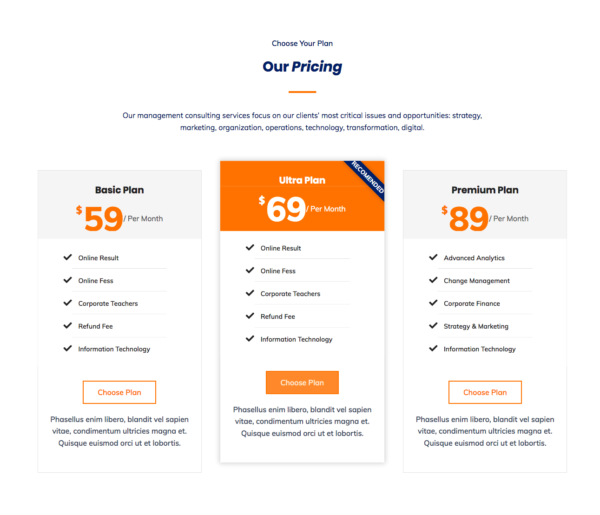 Choose Your Plan
Our Pricing
Our management consulting services focus on our clients' most critical issues and opportunities: strategy,
marketing, organization, operations, technology, transformation, digital.
Basic Plan
$59/ Per Month
Online Result
Online Fess
Corporate Teachers
Refund Fee
Information Technology
Choose Plan
Phasellus enim libero, blandit vel sapien
vitae, condimentum ultricies magna et.
Quisque euismod orci ut et lobortis.
RECOMENDED
Ultra Plan
$69/ Per Month
Online Result
Online Fess
Corporate Teachers
Refund Fee
Information Technology
Choose Plan
Phasellus enim libero, blandit vel sapien
vitae, condimentum ultricies magna et.
Quisque euismod orci ut et lobortis.
Premium Plan
$89/ Per Month
Advanced Analytics
Change Management
Corporate Finance
Strategy & Marketing
Information Technology
Choose Plan
Phasellus enim libero, blandit vel sapien
vitae, condimentum ultricies magna et.
Quisque euismod orci ut et lobortis.